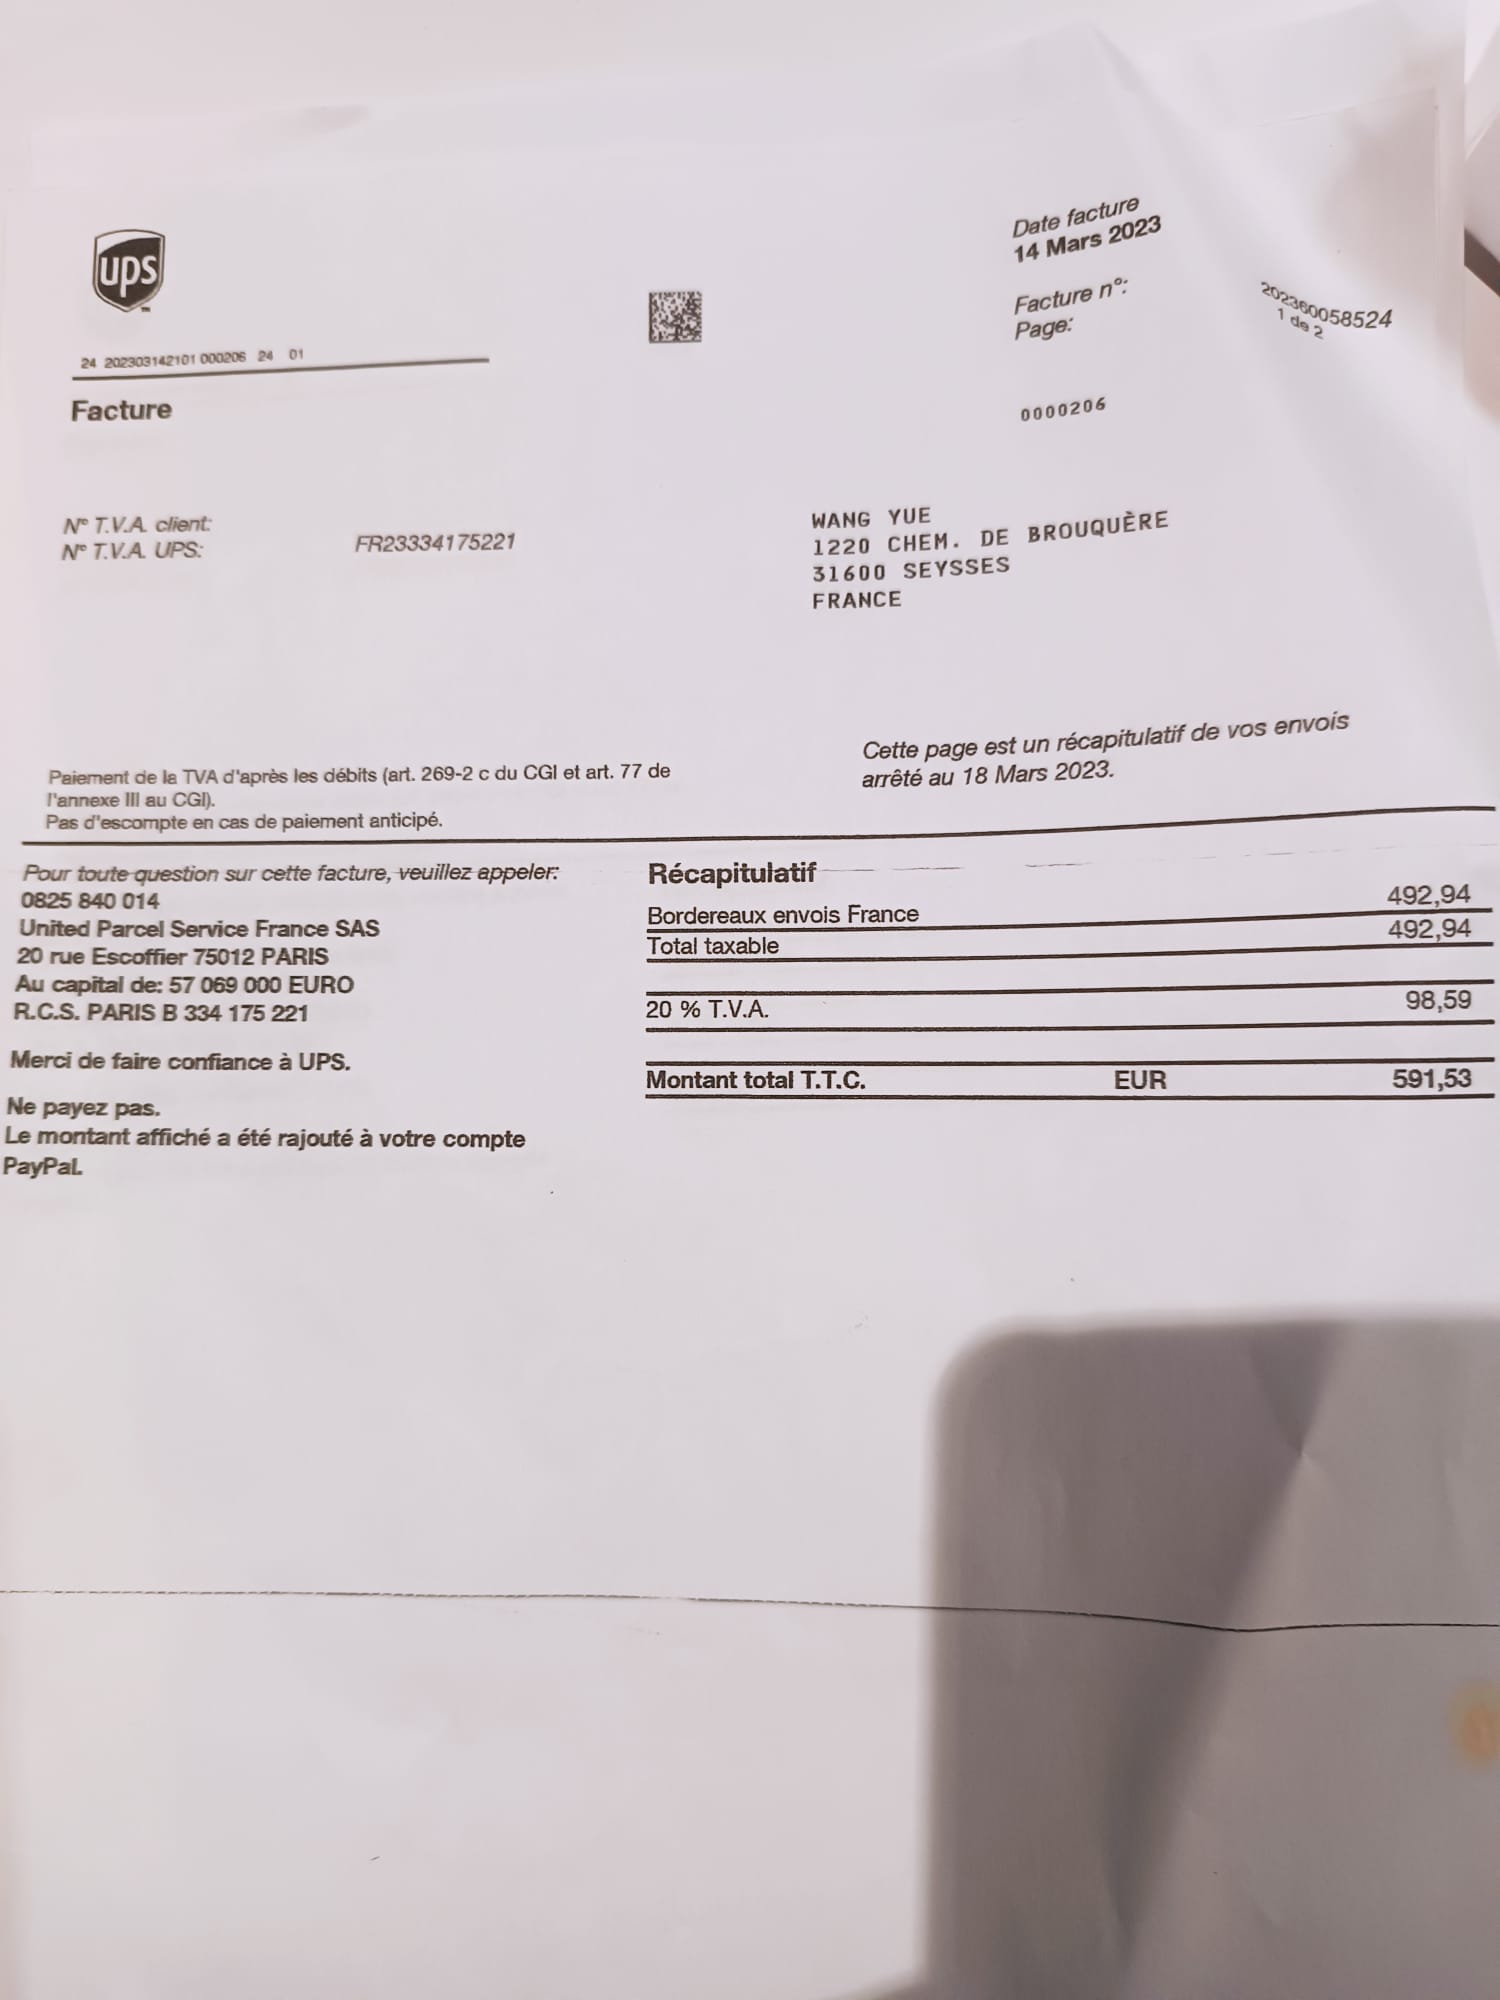 ups
Date facture
14 Mars 2023
Facture n°: 202360058524
Page: 1 de 2
24 202303142101 000206 24 01
Facture
0000206
N° T.V.A. client:
N° T.V.A. UPS: FR23334175221
WANG YUE
1220 CHEM. DE BROUQUÈRE
31600 SEYSSES
FRANCE
Paiement de la TVA d'après les débits (art. 269-2 c du CGI et art. 77 de
l'annexe III au CGI).
Pas d'escompte en cas de paiement anticipé.
Cette page est un récapitulatif de vos envois
arrêté au 18 Mars 2023.
Pour toute question sur cette facture, veuillez appeler:
0825 840 014
United Parcel Service France SAS
20 rue Escoffier 75012 PARIS
Au capital de: 57 069 000 EURO
R.C.S. PARIS B 334 175 221
Merci de faire confiance à UPS.
Ne payez pas.
Le montant affiché a été rajouté à votre compte
PayPal.
Récapitulatif
Bordereaux envois France 492,94
Total taxable 492,94
20 % T.V.A. 98,59
Montant total T.T.C. EUR 591,53